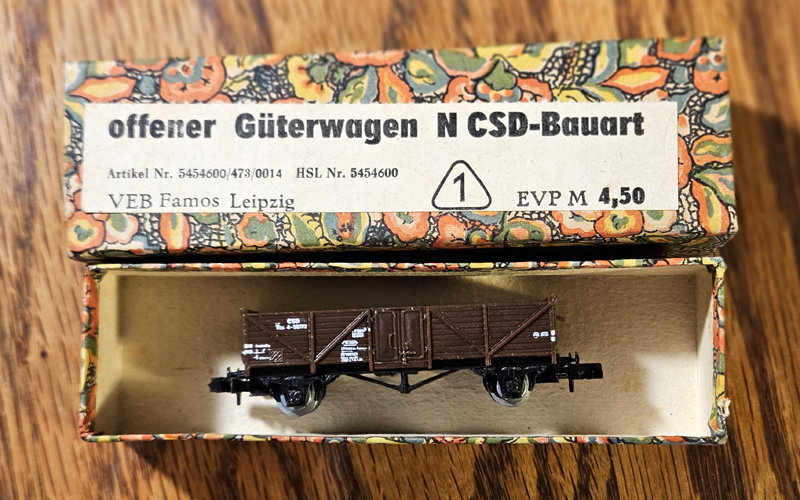 offener Güterwagen N CSD-Bauart
Artikel Nr. 5454600/473/0014 HSL Nr. 5454600
1
VEB Famos Leipzig EVP M 4,50
CSD